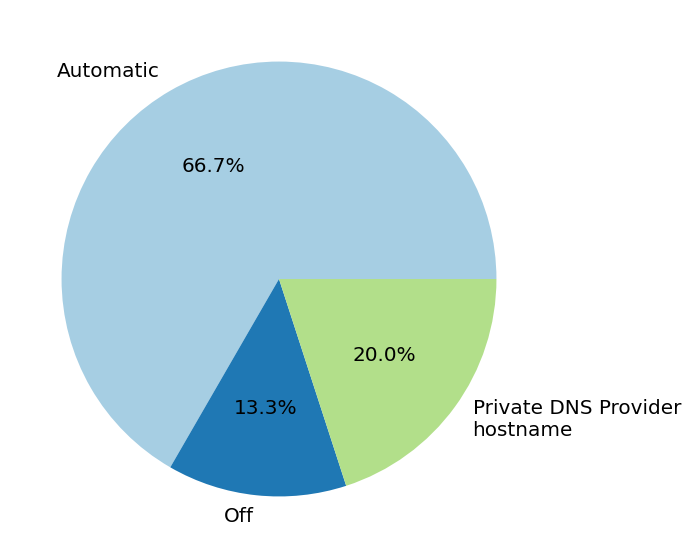 Automatic
66.7%
20.0%
13.3%
Private DNS Provider
hostname
Off